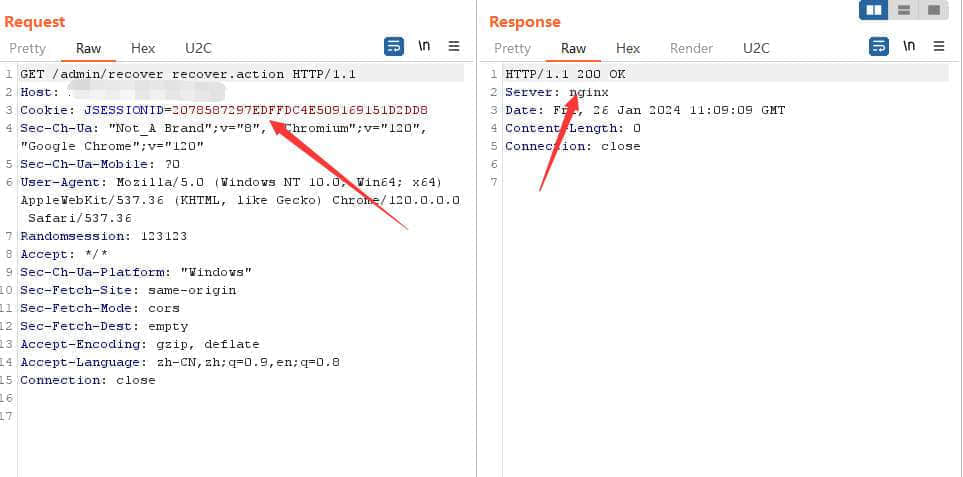 Request
Pretty Raw Hex U2C \n
1 GET /admin/recover_recover.action HTTP/1.1
2 Host:
3 Cookie: JSESSIONID=2078587297EDFFDC4E509169151D2DD8
4 Sec-Ch-Ua: "Not_A Brand";v="8", "Chromium";v="120",
"Google Chrome";v="120"
5 Sec-Ch-Ua-Mobile: ?0
6 User-Agent: Mozilla/5.0 (Windows NT 10.0; Win64; x64)
AppleWebKit/537.36 (KHTML, like Gecko) Chrome/120.0.0.0
Safari/537.36
7 Randomsession: 123123
8 Accept: */*
9 Sec-Ch-Ua-Platform: "Windows"
10 Sec-Fetch-Site: same-origin
11 Sec-Fetch-Mode: cors
12 Sec-Fetch-Dest: empty
13 Accept-Encoding: gzip, deflate
14 Accept-Language: zh-CN,zh;q=0.9,en;q=0.8
15 Connection: close
16
17
Response
Pretty Raw Hex Render U2C \n
1 HTTP/1.1 200 OK
2 Server: nginx
3 Date: Fri, 26 Jan 2024 11:09:09 GMT
4 Content-Length: 0
5 Connection: close
6
7